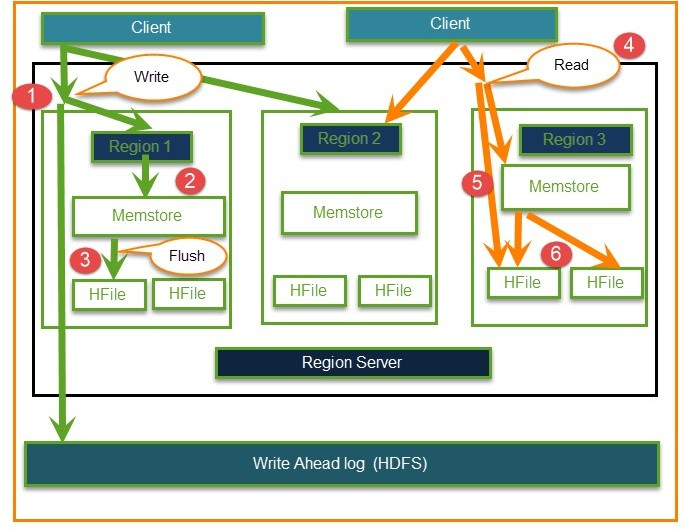 Client
Client
Write
Read
4
1
Region 1
Region 2
Region 3
2
5
Memstore
Memstore
Memstore
3
Flush
6
HFile
HFile
HFile
HFile
HFile
HFile
Region Server
Write Ahead log (HDFS)